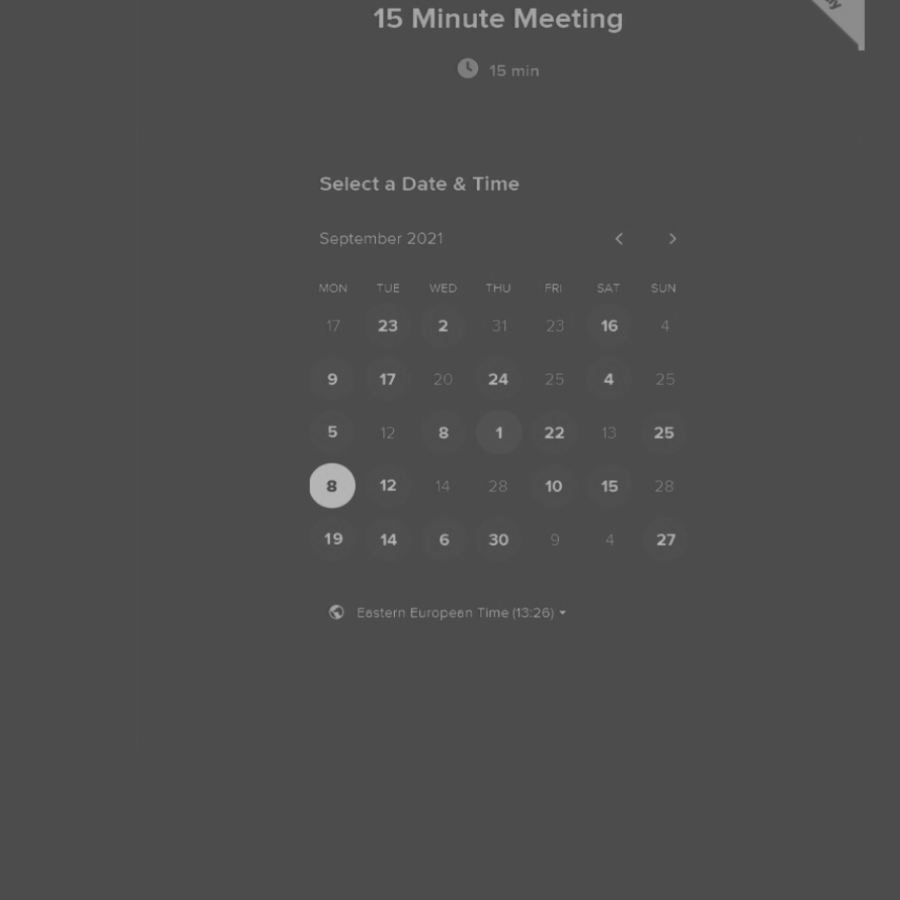 15 Minute Meeting
15 min
Select a Date & Time
September 2021
MON TUE WED THU FRI SAT SUN
17 23 2 31 23 16 4
9 17 20 24 25 4 25
5 12 8 1 22 13 25
8 12 14 28 10 15 28
19 14 6 30 9 4 27
Eastern European Time (13:26)